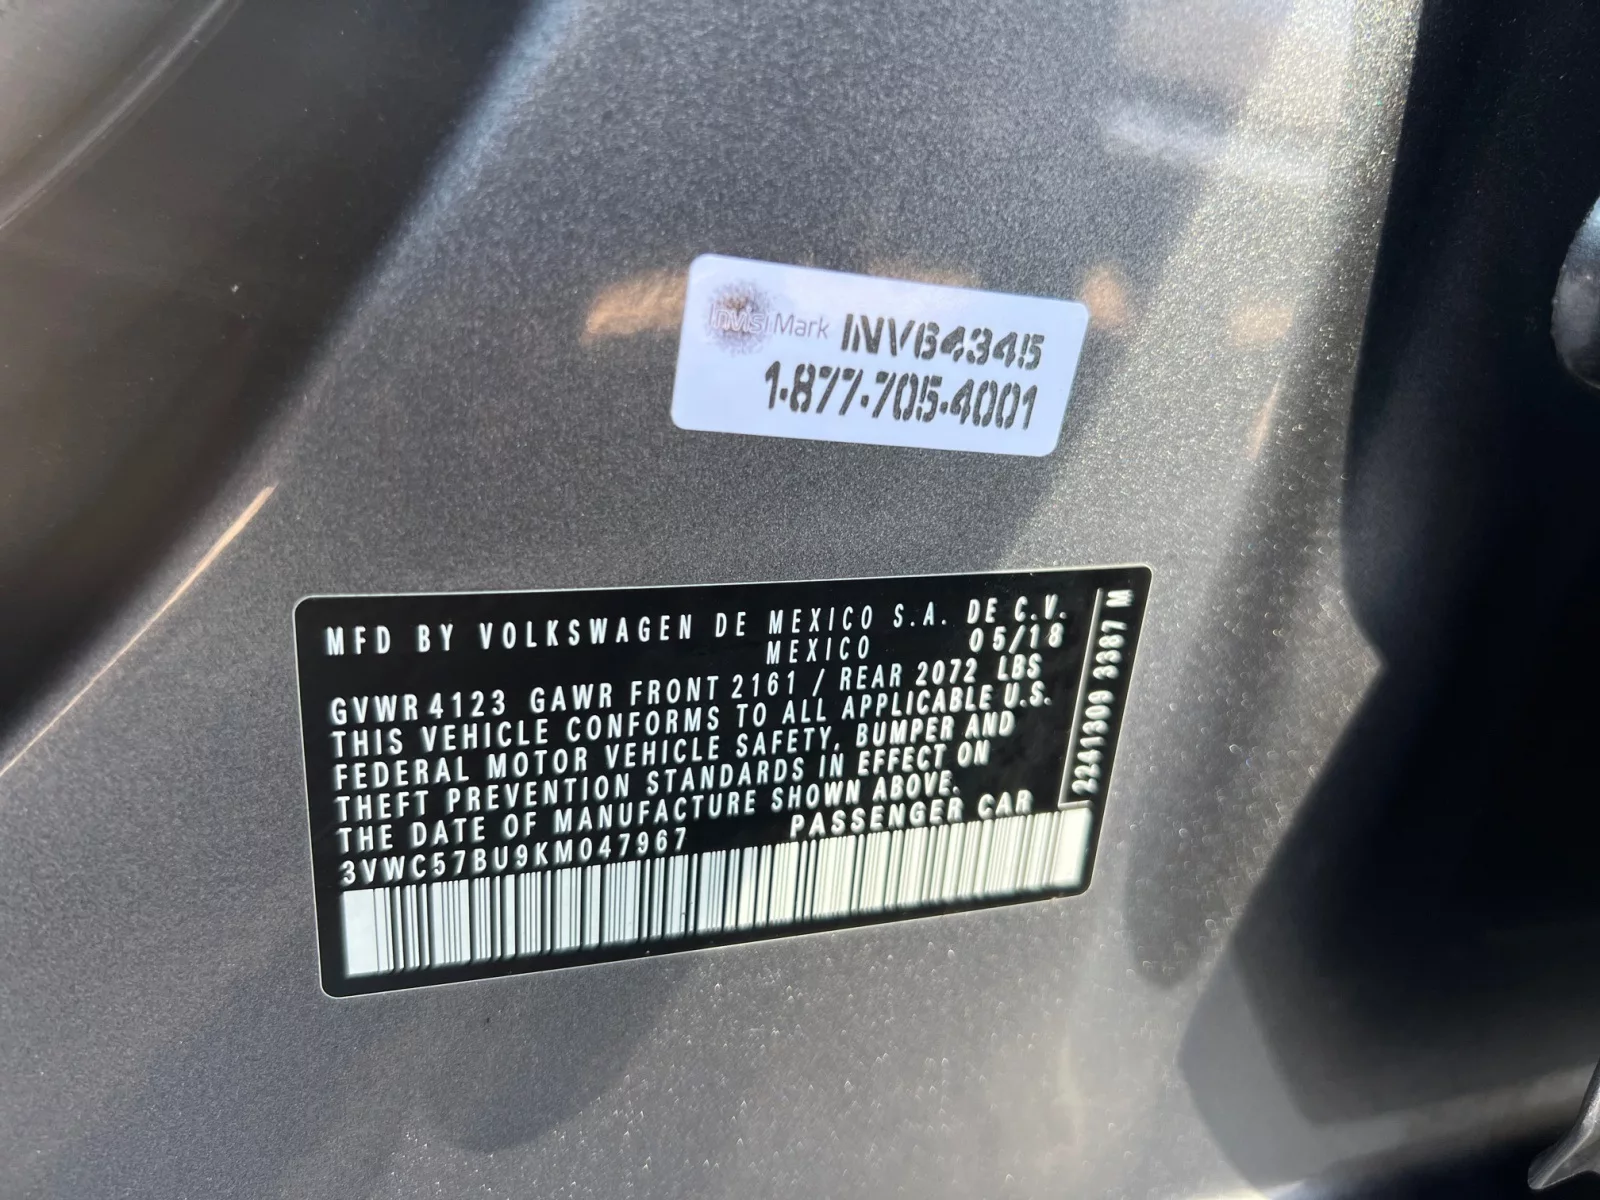 InvisiMark INV64345
1-877-705-4001
MFD BY VOLKSWAGEN DE MEXICO S.A. DE C.V.
MEXICO 05/18
GVWR 4123 GAWR FRONT 2161 / REAR 2072 LBS
THIS VEHICLE CONFORMS TO ALL APPLICABLE U.S.
FEDERAL MOTOR VEHICLE SAFETY, BUMPER AND
THEFT PREVENTION STANDARDS IN EFFECT ON
THE DATE OF MANUFACTURE SHOWN ABOVE.
3VWC57BU9KM047967 PASSENGER CAR
2241309 3387 M